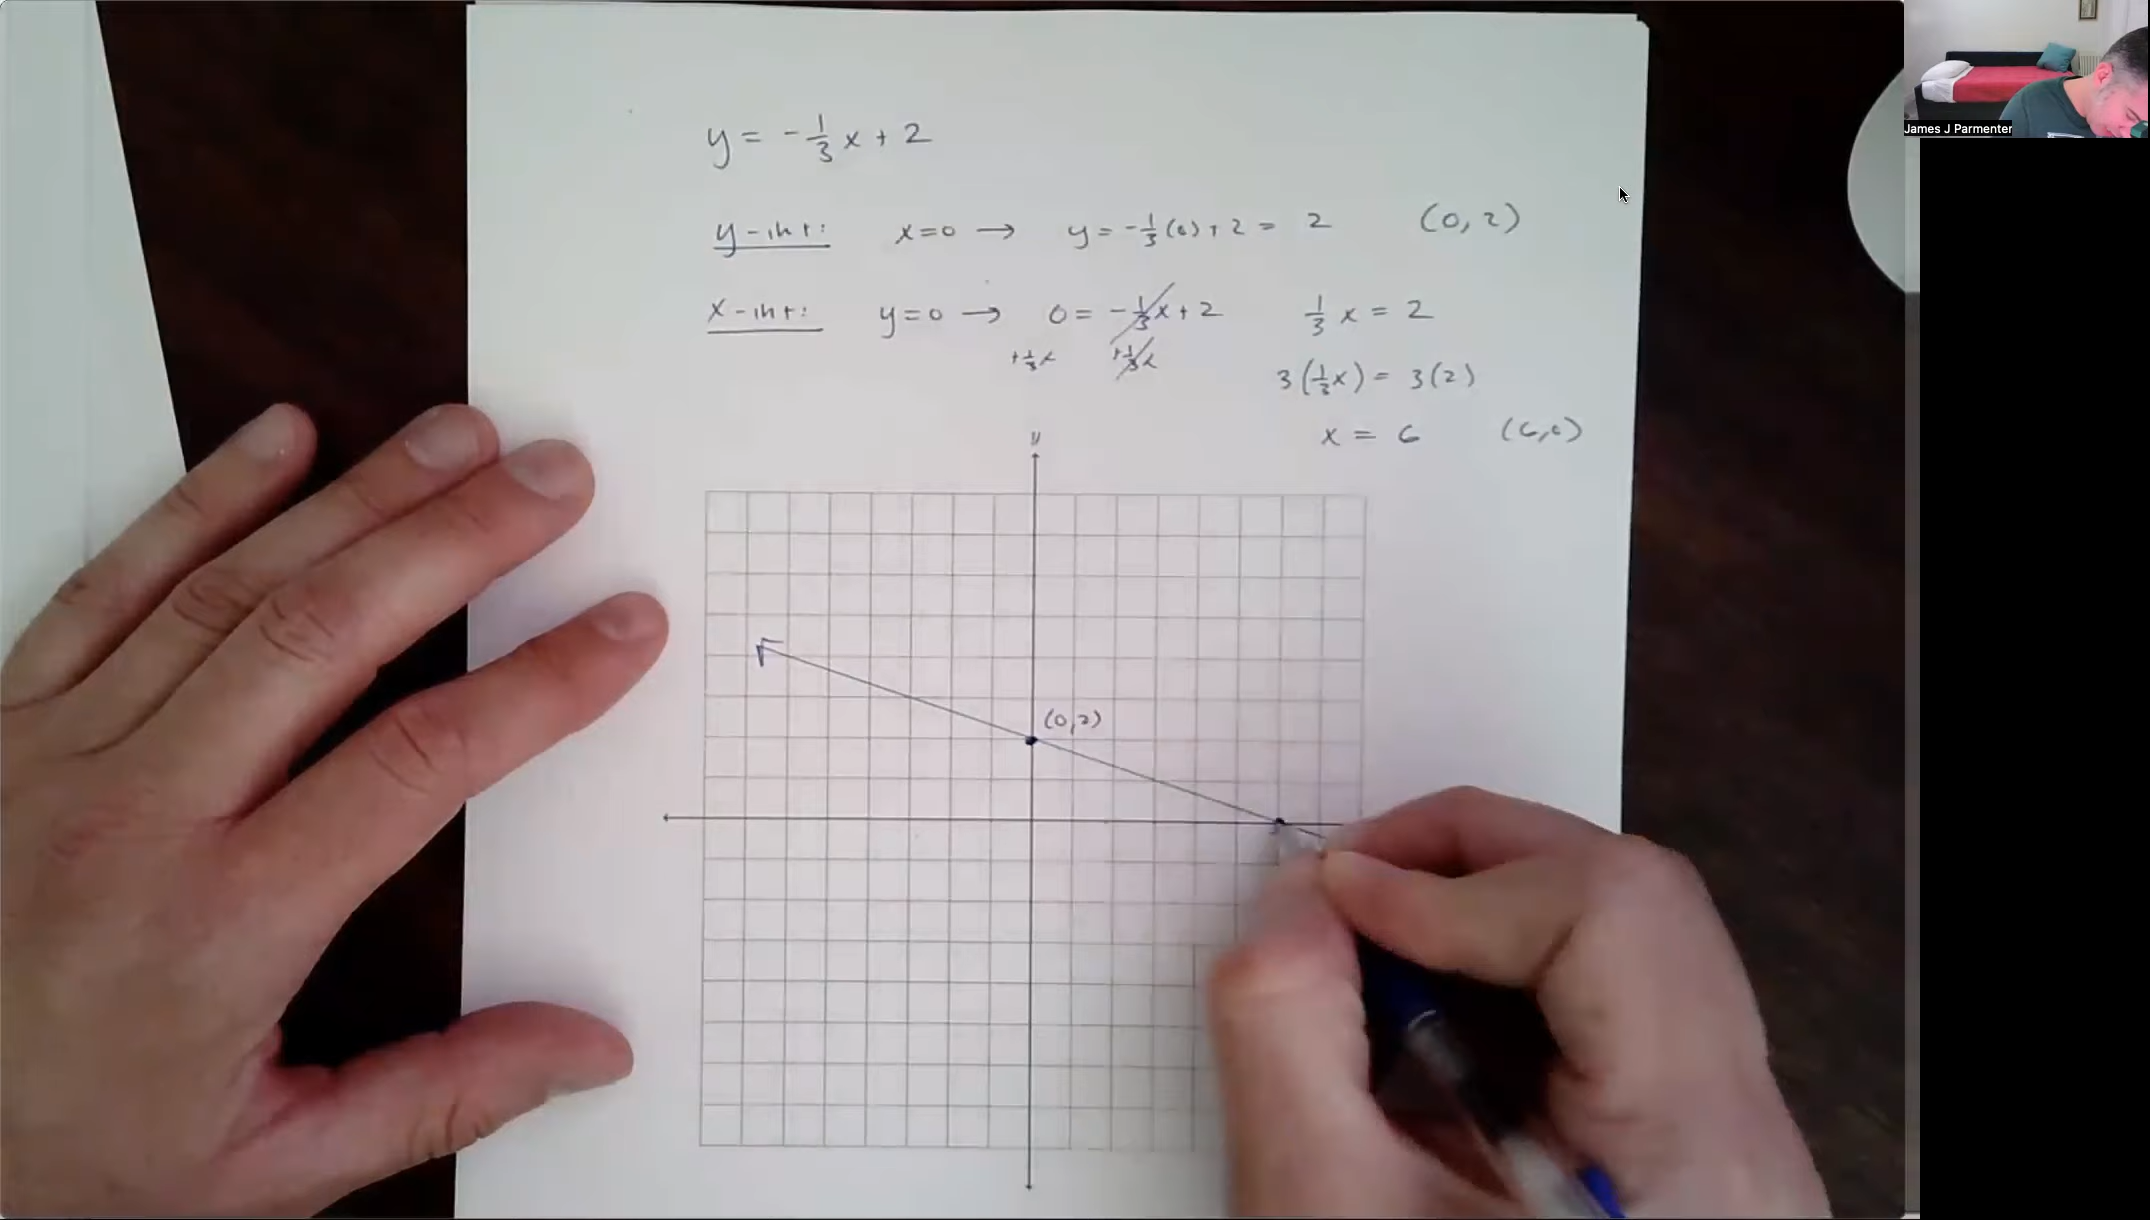 y = -1/3 x + 2
y-int: x=0 → y = -1/3(0)+2 = 2 (0, 2)
x-int: y=0 → 0 = -1/3x + 2 1/3 x = 2
+1/3x +1/3x
3(1/3x) = 3(2)
x = 6 (6,0)
y
(0,2)
James J Parmenter